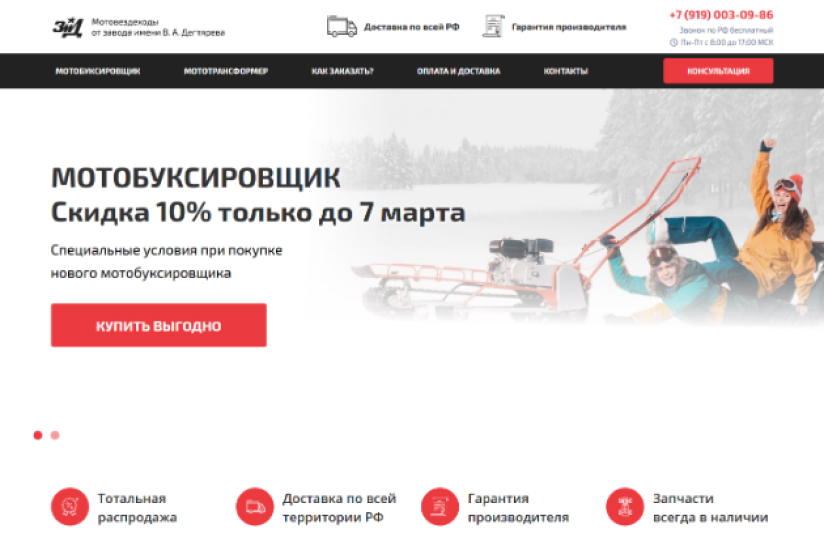 ЗиД
Мотовездеходы
от завода имени В. А. Дегтярева
Доставка по всей РФ
Гарантия производителя
+7 (919) 003-09-86
Звонок по РФ бесплатный
Пн-Пт с 8:00 до 17:00 МСК
МОТОБУКСИРОВЩИК
МОТОТРАНСФОРМЕР
КАК ЗАКАЗАТЬ?
ОПЛАТА И ДОСТАВКА
КОНТАКТЫ
КОНСУЛЬТАЦИЯ
МОТОБУКСИРОВЩИК
Скидка 10% только до 7 марта
Специальные условия при покупке
нового мотобуксировщика
КУПИТЬ ВЫГОДНО
Тотальная
распродажа
Доставка по всей
территории РФ
Гарантия
производителя
Запчасти
всегда в наличии